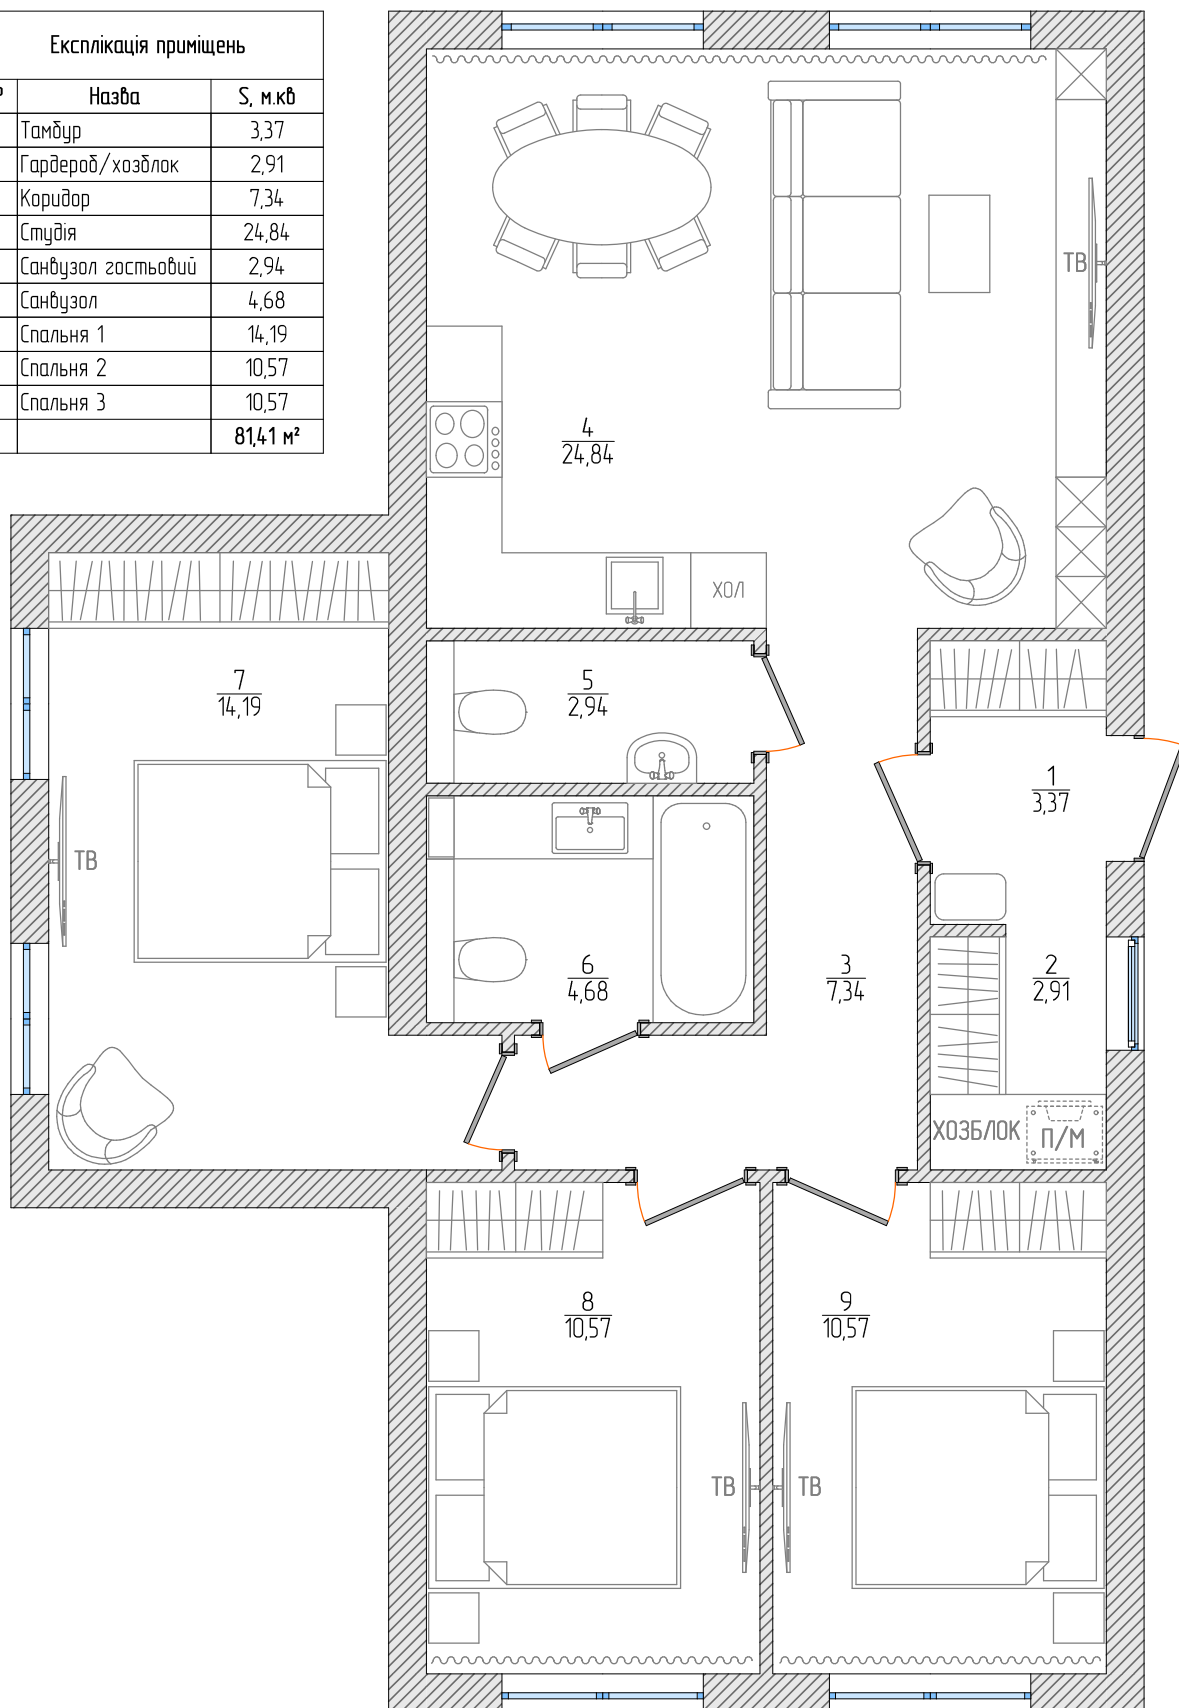 Експлікація приміщень
Назва S, м.кв
Тамбур 3,37
Гардероб/хозблок 2,91
Коридор 7,34
Студія 24,84
Санвузол гостьовий 2,94
Санвузол 4,68
Спальня 1 14,19
Спальня 2 10,57
Спальня 3 10,57
81,41 м²
ТВ
4
24,84
ХОЛ
7
14,19
5
2,94
1
3,37
ТВ
6
4,68
3
7,34
2
2,91
ХОЗБЛОК
П/М
8
10,57
9
10,57
ТВ
ТВ